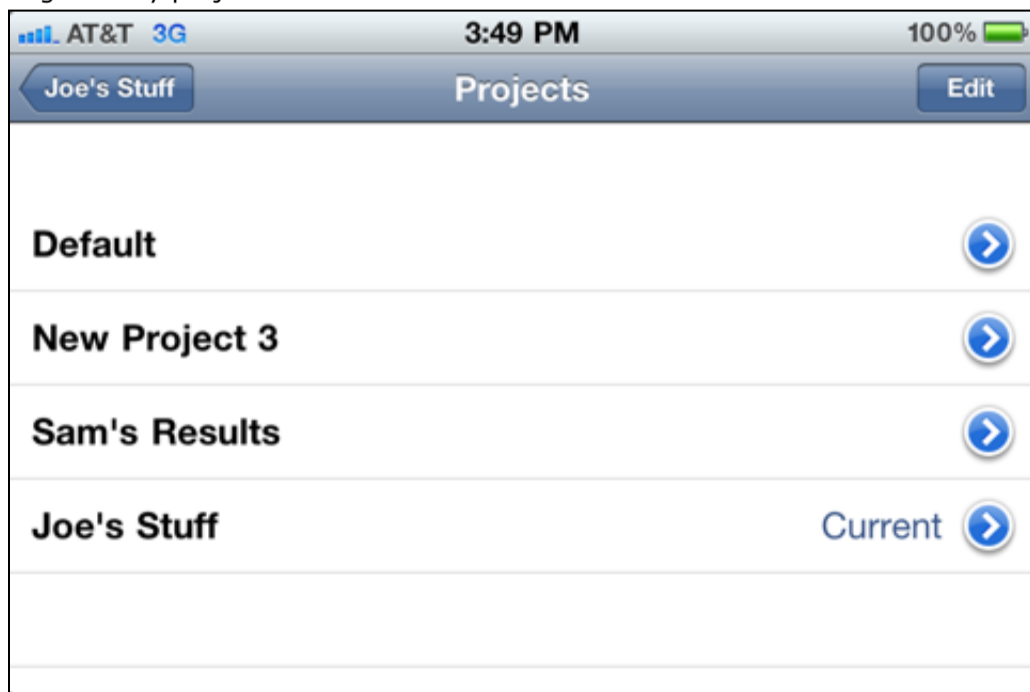 AT&T 3G 3:49 PM 100%
Joe's Stuff Projects Edit
Default
New Project 3
Sam's Results
Joe's Stuff Current